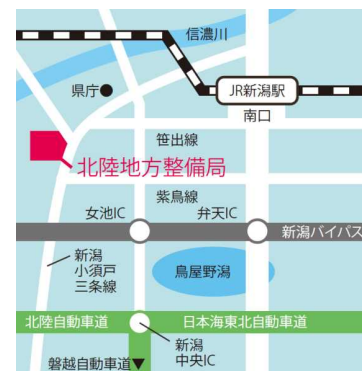 信濃川
県庁
JR新潟駅
南口
笹出線
北陸地方整備局
紫鳥線
女池IC
弁天IC
新潟バイパス
新潟
小須戸
三条線
鳥屋野潟
北陸自動車道
日本海東北自動車道
新潟
中央IC
磐越自動車道▼